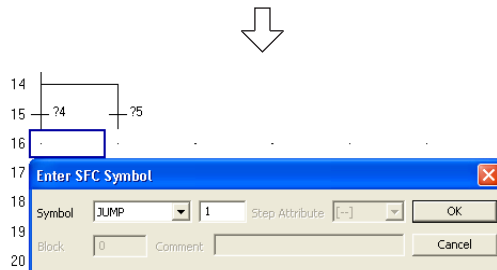 14
15 ?4 ?5
16
17 Enter SFC Symbol
18 Symbol JUMP 1 Step Attribute [--] OK
19
Block 0 Comment Cancel
20